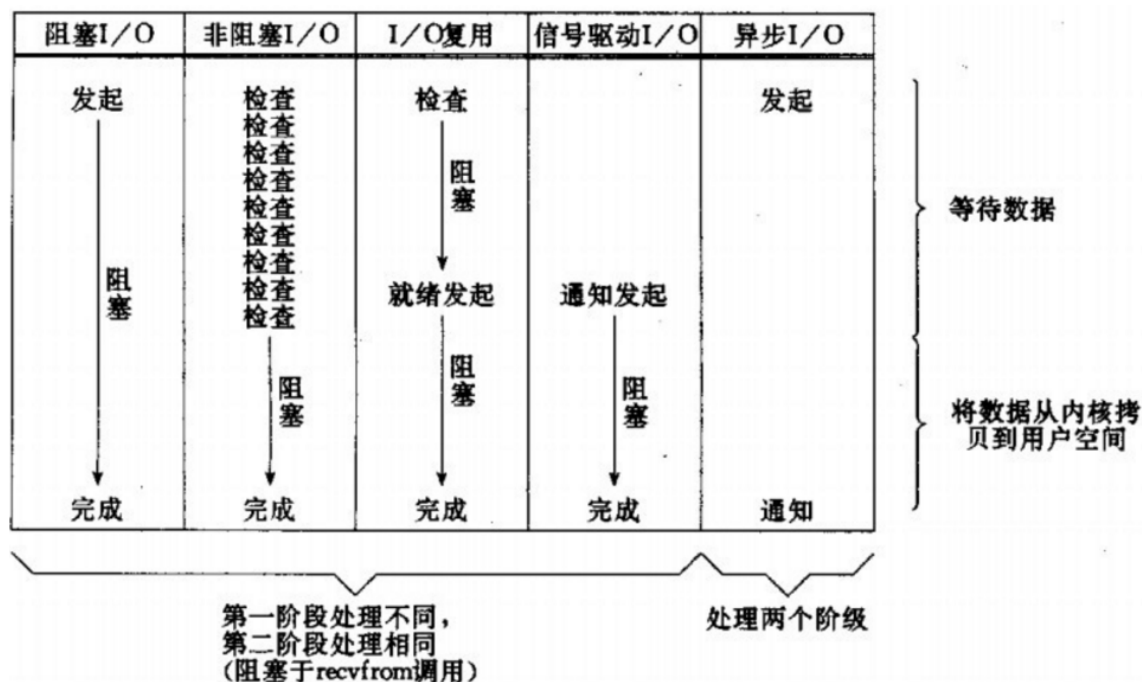 阻塞I/O 非阻塞I/O I/O复用 信号驱动I/O 异步I/O
发起 检查 检查 发起
检查
检查
检查
检查
检查
检查
检查
检查
阻塞
阻塞
就绪发起 通知发起
阻塞
阻塞
阻塞
完成 完成 完成 完成 通知
等待数据
将数据从内核拷
贝到用户空间
第一阶段处理不同，
第二阶段处理相同
(阻塞于recvfrom调用)
处理两个阶级